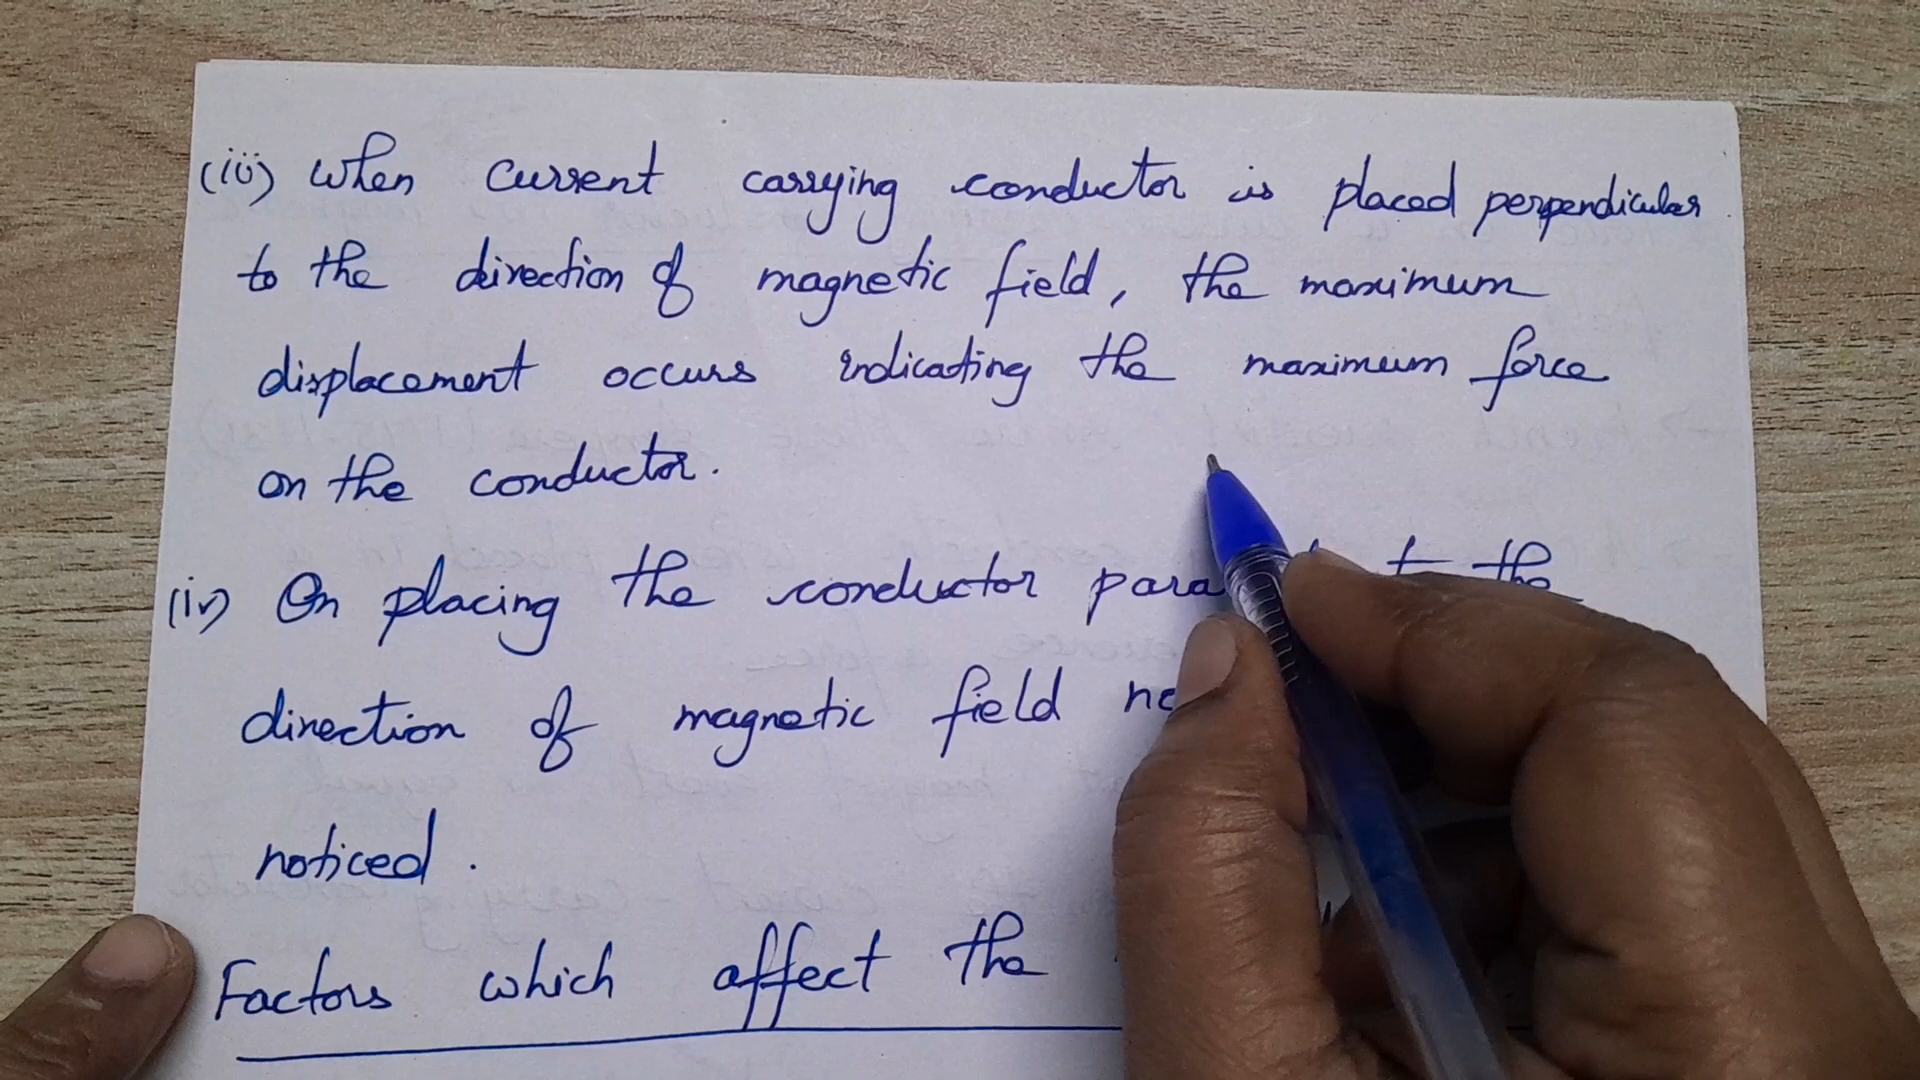 (iii) When current carrying conductor is placed perpendicular
to the direction of magnetic field, the maximum
displacement occurs indicating the maximum force
on the conductor.
(iv) On placing the conductor to the
direction of magnetic field
noticed.
Factors which affect the